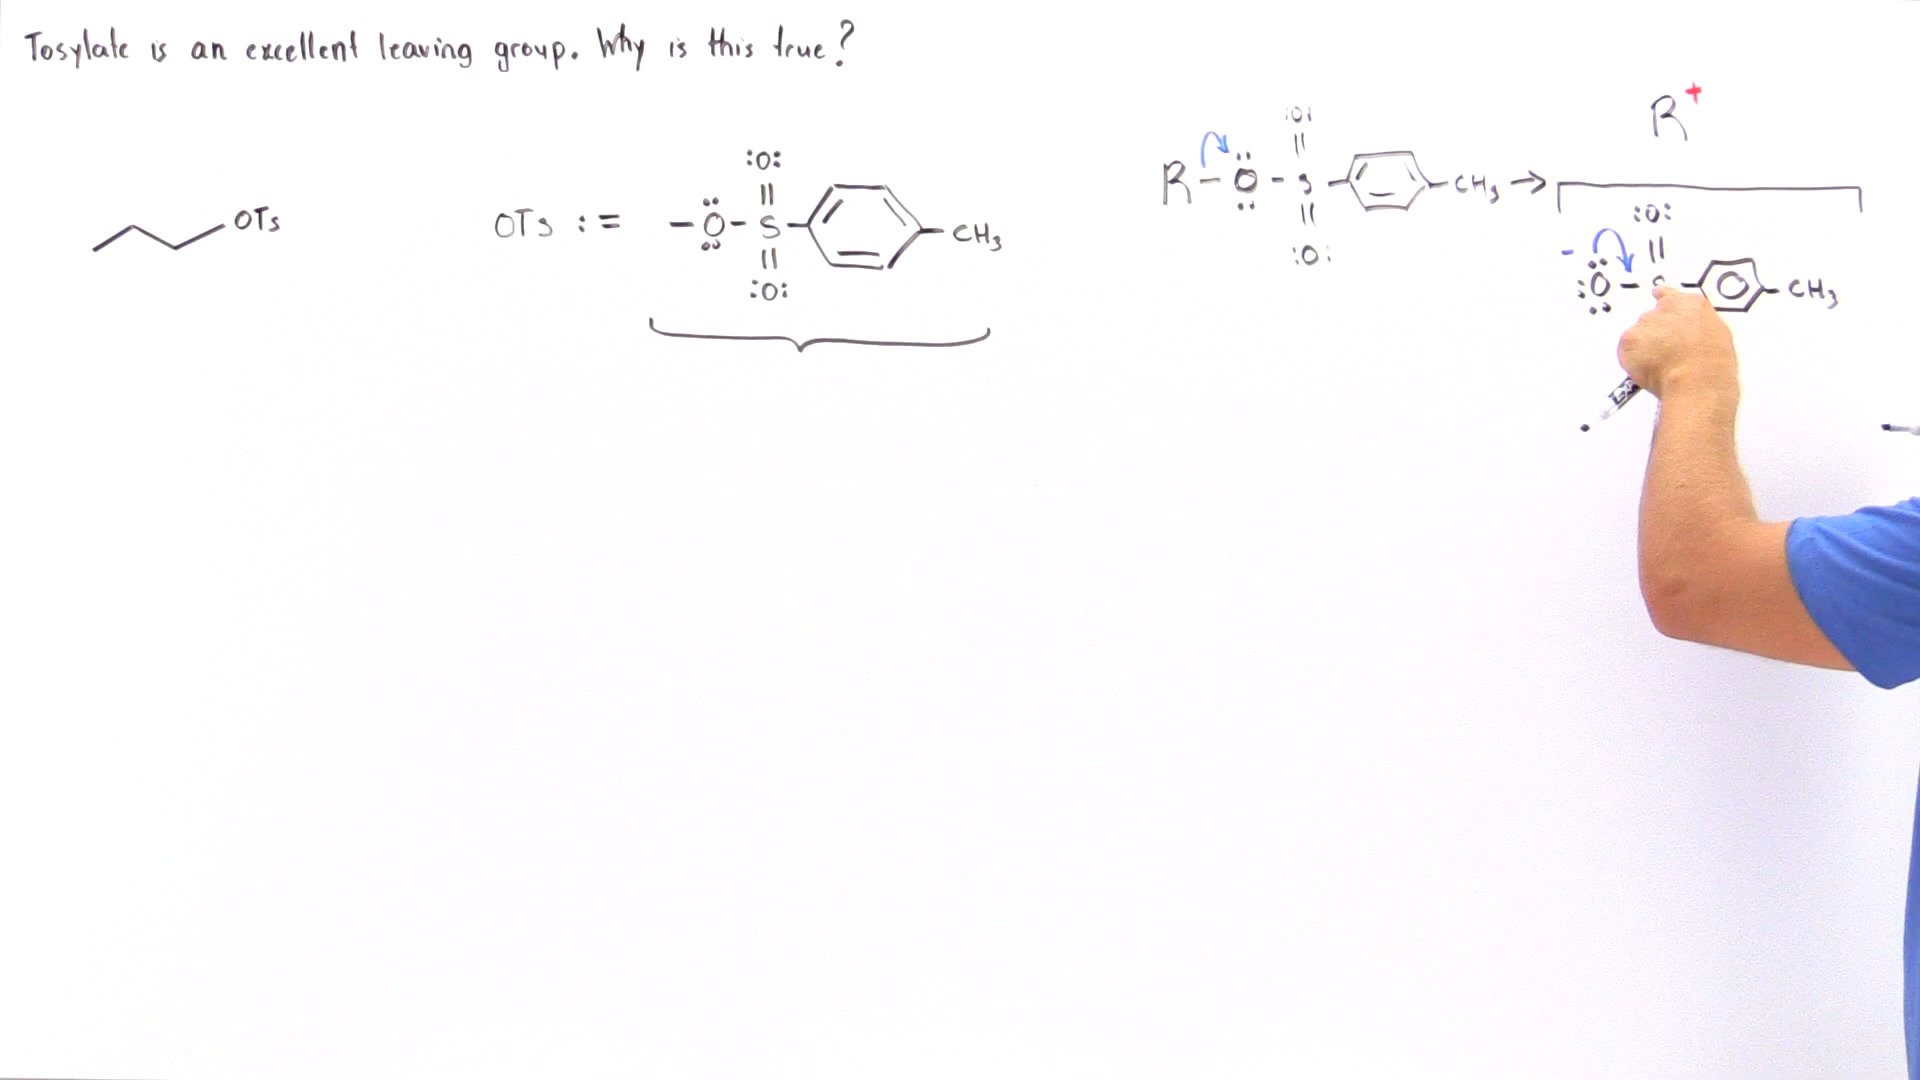 Tosylate is an excellent leaving group. Why is this true?
OTs
OTs := -O-S-CH3
:O:
:O:
R-O-S-CH3 →
:O:
:O:
R+
:O:
- :O-S-CH3